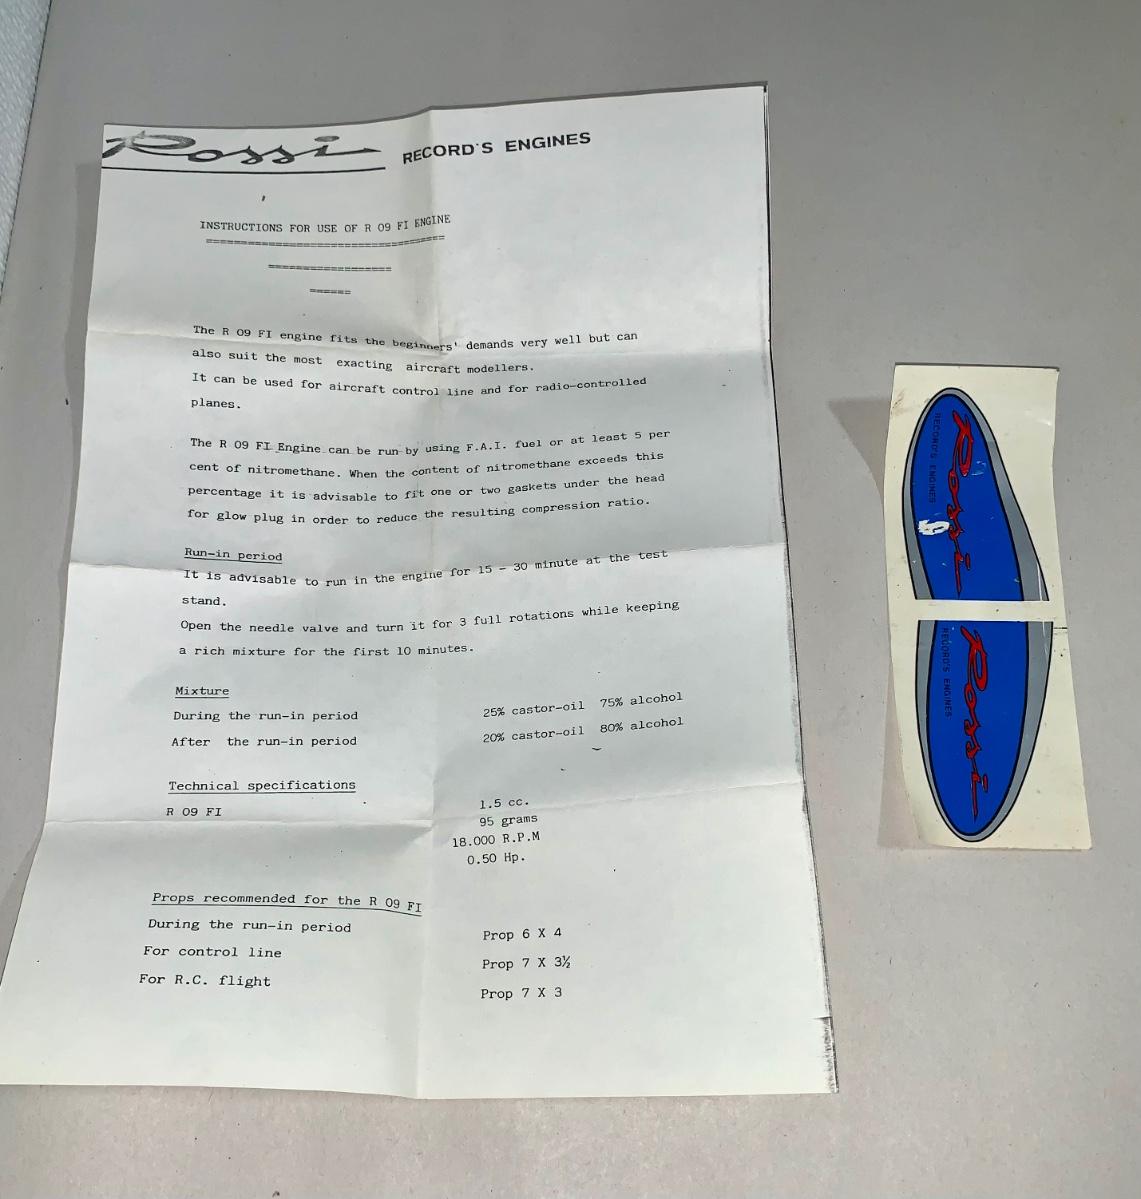 Rossi RECORD'S ENGINES
INSTRUCTIONS FOR USE OF R 09 FI ENGINE
The R 09 FI engine fits the beginners' demands very well but can
also suit the most exacting aircraft modellers.
It can be used for aircraft control line and for radio-controlled
planes.
The R 09 FI Engine can be run by using F.A.I. fuel or at least 5 per
cent of nitromethane. When the content of nitromethane exceeds this
percentage it is advisable to fit one or two gaskets under the head
for glow plug in order to reduce the resulting compression ratio.
Run-in period
It is advisable to run in the engine for 15 - 30 minute at the test
stand.
Open the needle valve and turn it for 3 full rotations while keeping
a rich mixture for the first 10 minutes.
Mixture
During the run-in period 25% castor-oil 75% alcohol
After the run-in period 20% castor-oil 80% alcohol
Technical specifications
R 09 FI 1.5 cc.
95 grams
18.000 R.P.M
0.50 Hp.
Props recommended for the R 09 FI
During the run-in period Prop 6 X 4
For control line Prop 7 X 3½
For R.C. flight Prop 7 X 3
Rossi
RECORD'S ENGINES
Rossi
RECORD'S ENGINES